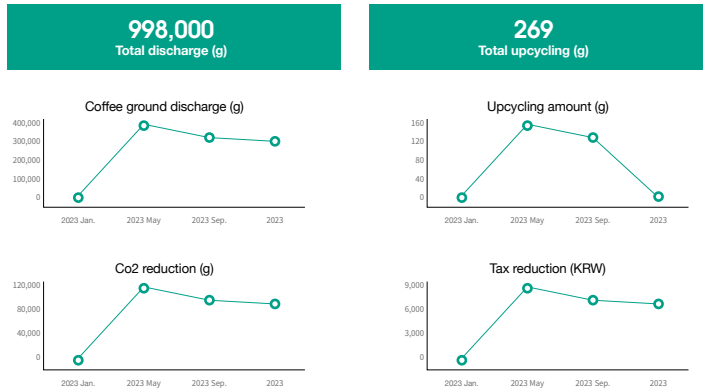 998,000
Total discharge (g)
269
Total upcycling (g)
Coffee ground discharge (g)
400,000
300,000
200,000
100,000
0
2023 Jan. 2023 May 2023 Sep. 2023
Upcycling amount (g)
160
120
80
40
0
2023 Jan. 2023 May 2023 Sep. 2023
Co2 reduction (g)
120,000
80,000
40,000
0
2023 Jan. 2023 May 2023 Sep. 2023
Tax reduction (KRW)
9,000
6,000
3,000
0
2023 Jan. 2023 May 2023 Sep. 2023